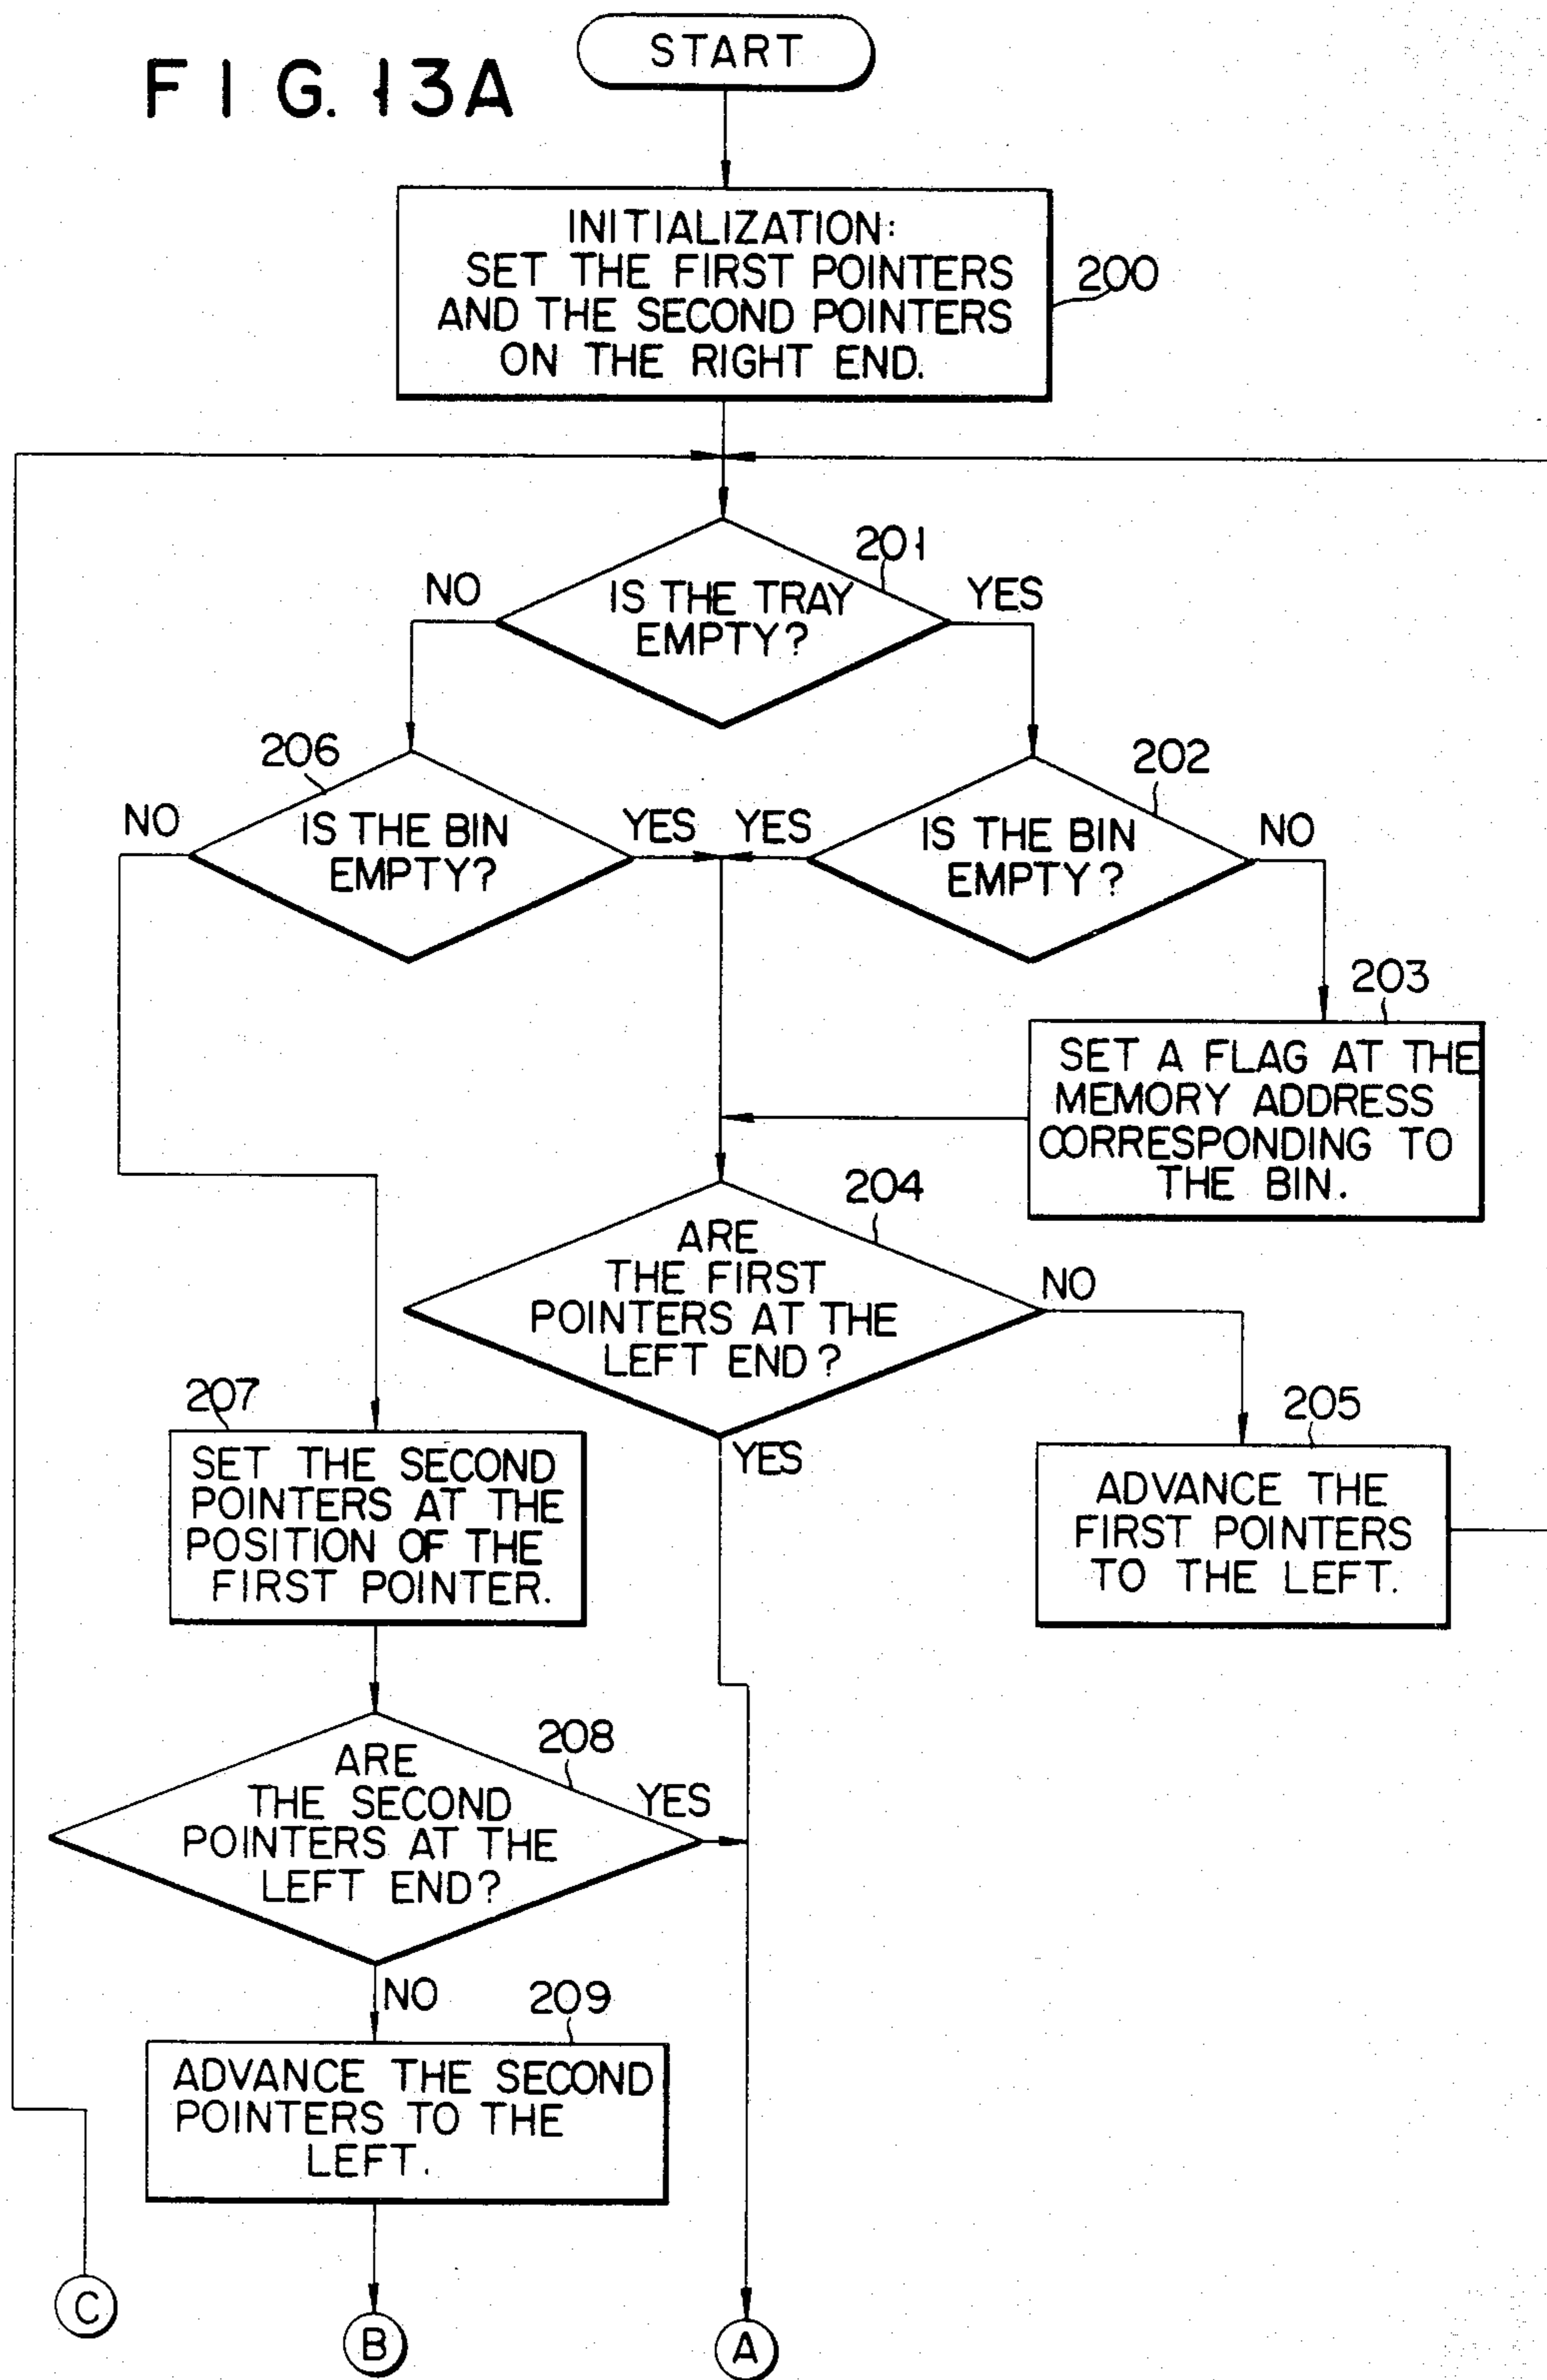 FIG. 13A
START
INITIALIZATION:
SET THE FIRST POINTERS
AND THE SECOND POINTERS
ON THE RIGHT END.
200
201
NO
IS THE TRAY
EMPTY?
YES
206
NO
IS THE BIN
EMPTY?
YES
YES
202
IS THE BIN
EMPTY?
NO
203
SET A FLAG AT THE
MEMORY ADDRESS
CORRESPONDING TO
THE BIN.
204
ARE
THE FIRST
POINTERS AT THE
LEFT END?
NO
YES
205
ADVANCE THE
FIRST POINTERS
TO THE LEFT.
207
SET THE SECOND
POINTERS AT THE
POSITION OF THE
FIRST POINTER.
208
ARE
THE SECOND
POINTERS AT THE
LEFT END?
YES
NO
209
ADVANCE THE SECOND
POINTERS TO THE
LEFT.
C
B
A